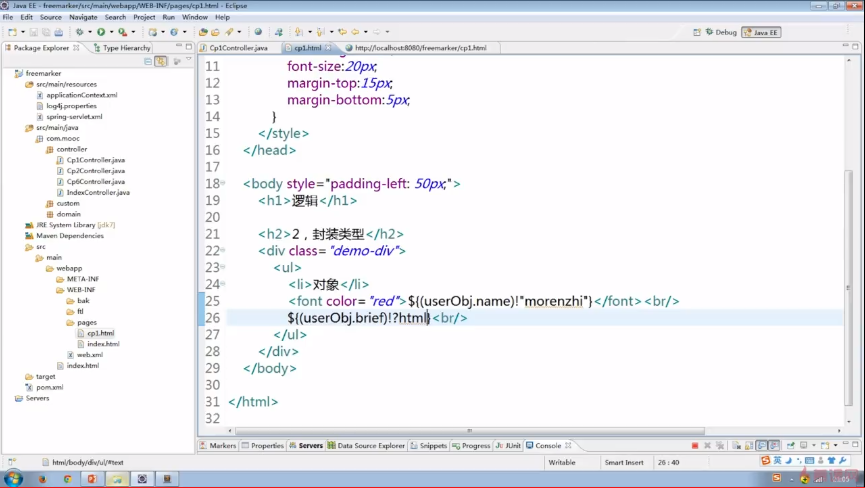 Java EE - freemarker/src/main/webapp/WEB-INF/pages/cp1.html - Eclipse
File Edit Source Navigate Search Project Run Window Help
Debug Java EE
Package Explorer Type Hierarchy
Cp1Controller.java cp1.html http://localhost:8080/freemarker/cp1.html
freemarker
src/main/resources
applicationContext.xml
log4j.properties
spring-servlet.xml
src/main/java
com.mooc
controller
Cp1Controller.java
Cp2Controller.java
Cp6Controller.java
IndexController.java
custom
domain
JRE System Library [jdk7]
Maven Dependencies
src
main
webapp
META-INF
WEB-INF
bak
ftl
pages
cp1.html
index.html
web.xml
index.html
target
pom.xml
Servers
11 font-size:20px;
12 margin-top:15px;
13 margin-bottom:5px;
14 }
15 </style>
16 </head>
17
18 <body style="padding-left: 50px;">
19 <h1>逻辑</h1>
20
21 <h2>2，封装类型</h2>
22 <div class="demo-div">
23 <ul>
24 <li>对象</li>
25 <font color="red">${(userObj.name)!"morenzhi"}</font><br/>
26 ${(userObj.brief)!?html}<br/>
27 </ul>
28 </div>
29 </body>
30
31 </html>
32
Markers Properties Servers Data Source Explorer Snippets Progress JUnit Console
html/body/div/ul/#text Writable Smart Insert 26 : 40
英